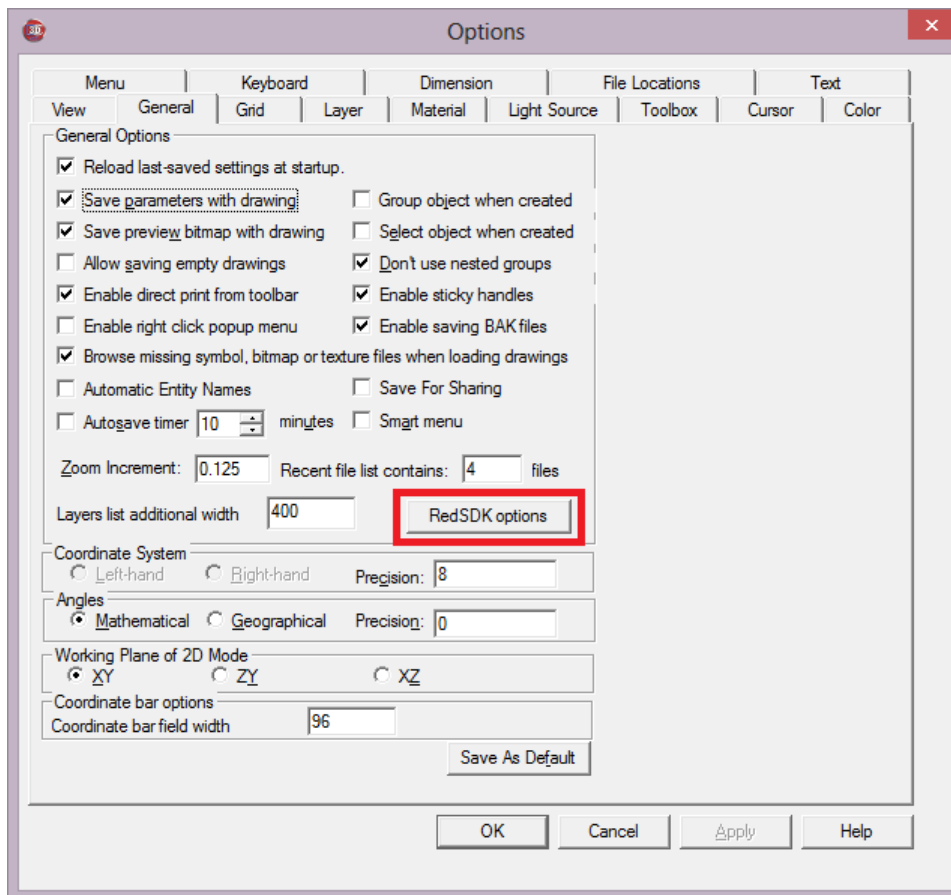 3D
Options
Menu Keyboard Dimension File Locations Text
View General Grid Layer Material Light Source Toolbox Cursor Color
General Options
Reload last-saved settings at startup.
Save parameters with drawing Group object when created
Save preview bitmap with drawing Select object when created
Allow saving empty drawings Don't use nested groups
Enable direct print from toolbar Enable sticky handles
Enable right click popup menu Enable saving BAK files
Browse missing symbol, bitmap or texture files when loading drawings
Automatic Entity Names Save For Sharing
Autosave timer 10 minutes Smart menu
Zoom Increment: 0.125 Recent file list contains: 4 files
Layers list additional width 400 RedSDK options
Coordinate System
Left-hand Right-hand Precision: 8
Angles
Mathematical Geographical Precision: 0
Working Plane of 2D Mode
XY ZY XZ
Coordinate bar options
Coordinate bar field width 96
Save As Default
OK Cancel Apply Help